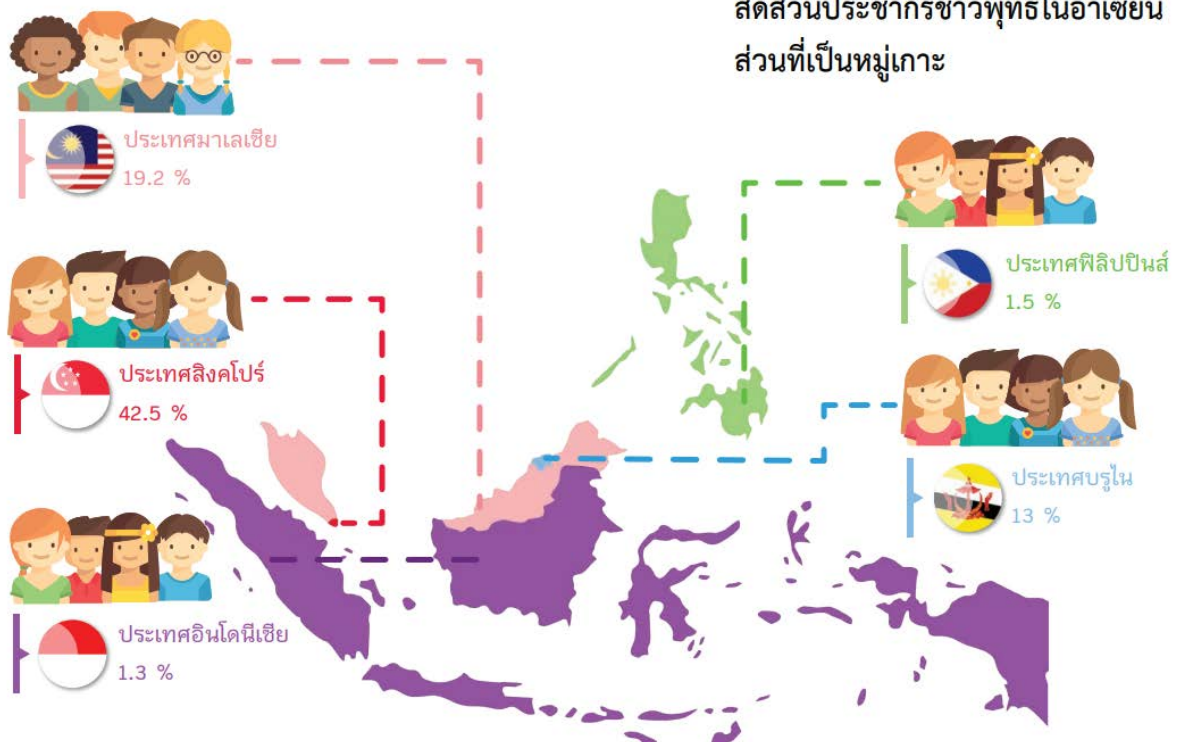 สัดส่วนประชากรชาวพุทธในอาเซียน
ส่วนที่เป็นหมู่เกาะ
ประเทศมาเลเซีย
19.2 %
ประเทศสิงคโปร์
42.5 %
ประเทศอินโดนีเซีย
1.3 %
ประเทศฟิลิปปินส์
1.5 %
ประเทศบรูไน
13 %